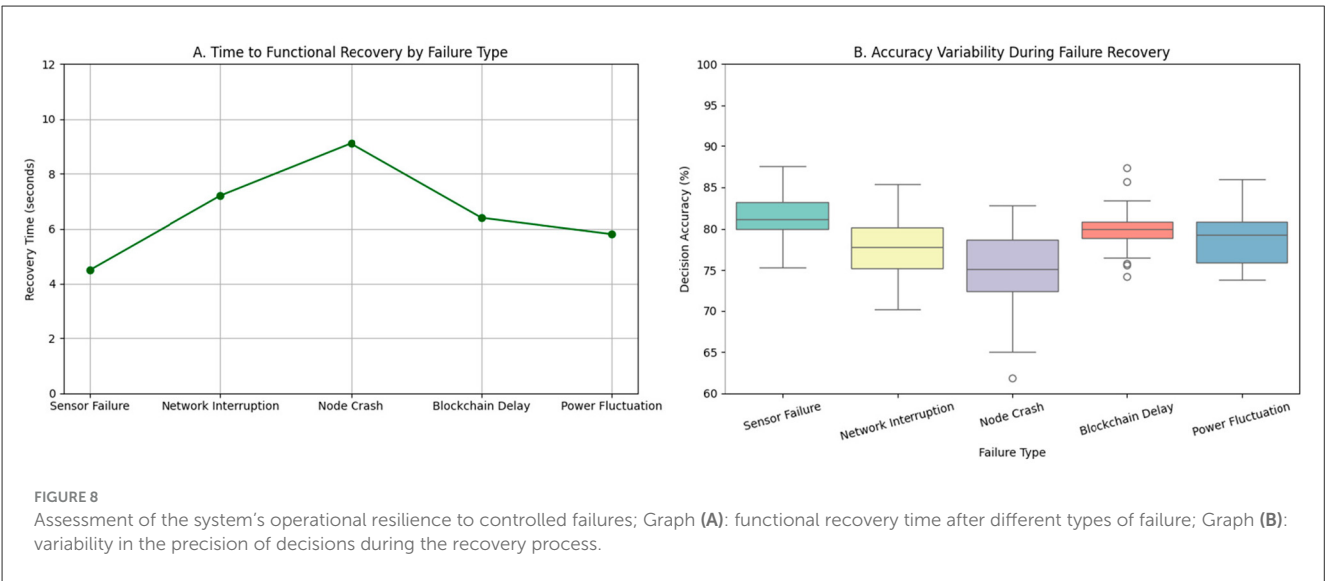 A. Time to Functional Recovery by Failure Type
12
10
8
6
4
2
0
Recovery Time (seconds)
Sensor Failure
Network Interruption
Node Crash
Blockchain Delay
Power Fluctuation
B. Accuracy Variability During Failure Recovery
100
95
90
85
80
75
70
65
60
Decision Accuracy (%)
Sensor Failure
Network Interruption
Node Crash
Blockchain Delay
Power Fluctuation
Failure Type
FIGURE 8
Assessment of the system's operational resilience to controlled failures; Graph (A): functional recovery time after different types of failure; Graph (B):
variability in the precision of decisions during the recovery process.